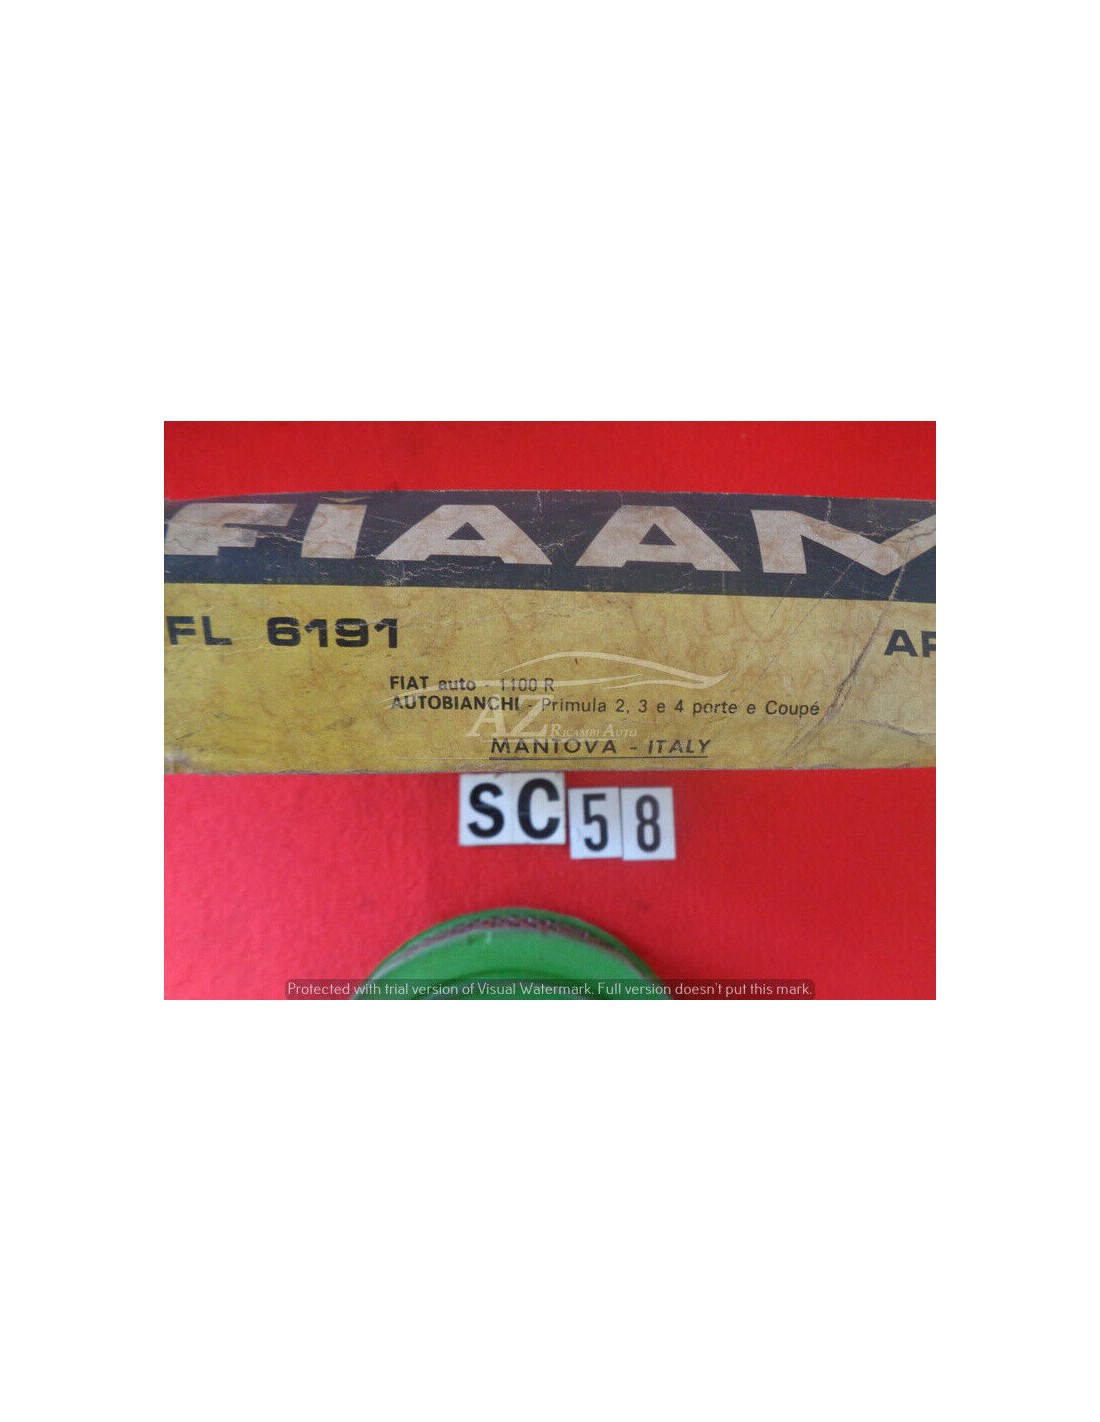 FIAAM
FL 6191
AP
FIAT auto - 1100 R
AUTOBIANCHI - Primula 2, 3 e 4 porte e Coupé
AZ Ricambi Auto
MANTOVA - ITALY
SC 58
Protected with trial version of Visual Watermark. Full version doesn't put this mark.